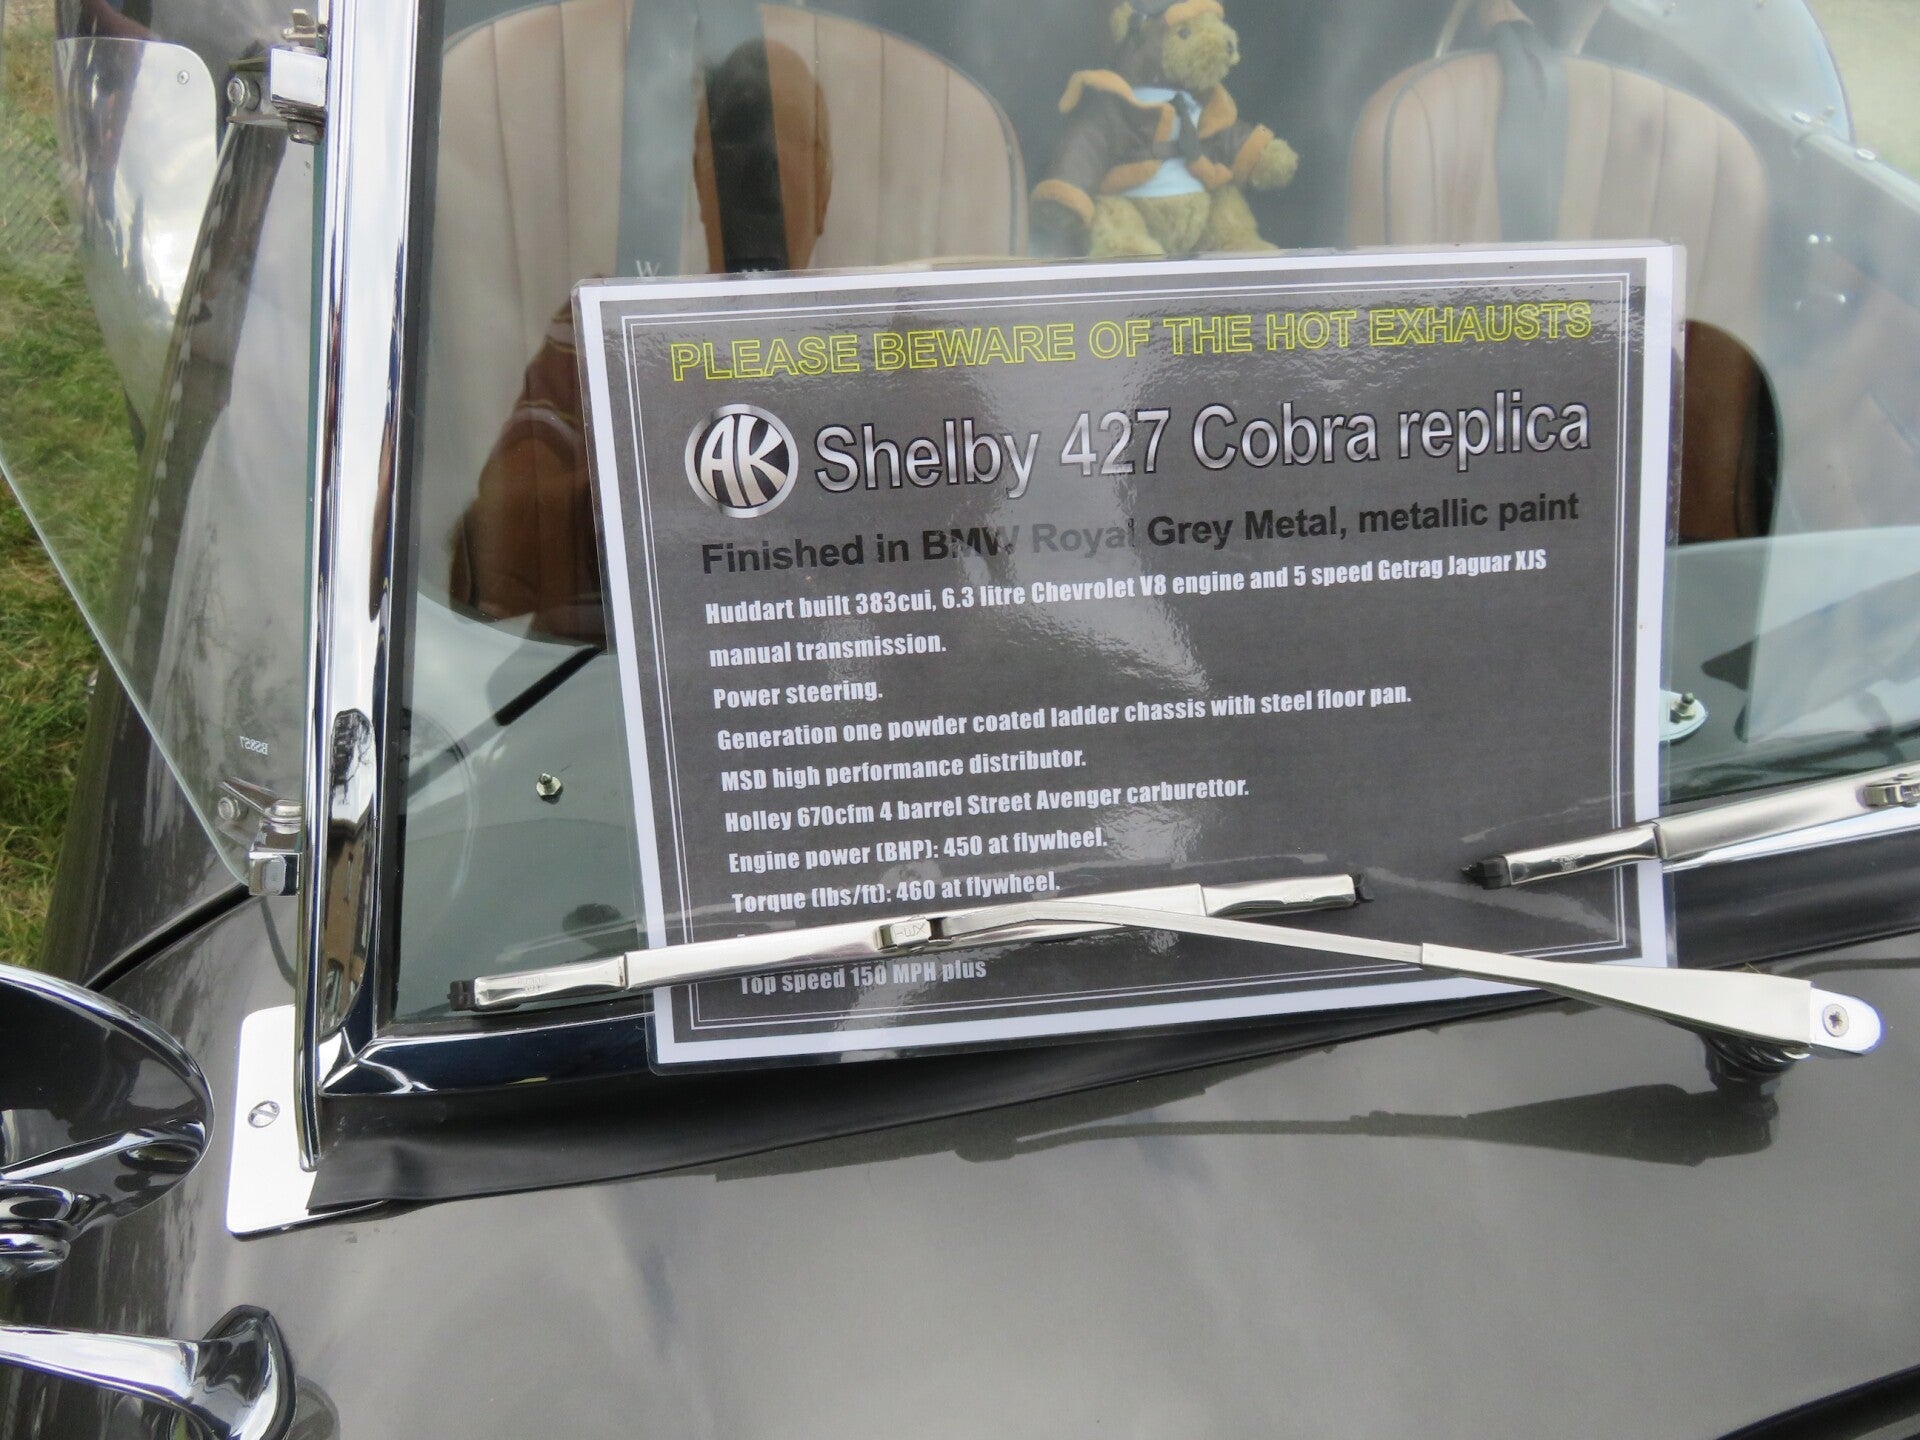 PLEASE BEWARE OF THE HOT EXHAUSTS
AK Shelby 427 Cobra replica
Finished in BMW Royal Grey Metal, metallic paint
Huddart built 383cui, 6.3 litre Chevrolet V8 engine and 5 speed Getrag Jaguar XJS
manual transmission.
Power steering.
Generation one powder coated ladder chassis with steel floor pan.
MSD high performance distributor.
Holley 670cfm 4 barrel Street Avenger carburettor.
Engine power (BHP): 450 at flywheel.
Torque (lbs/ft): 460 at flywheel.
Top speed 150 MPH plus